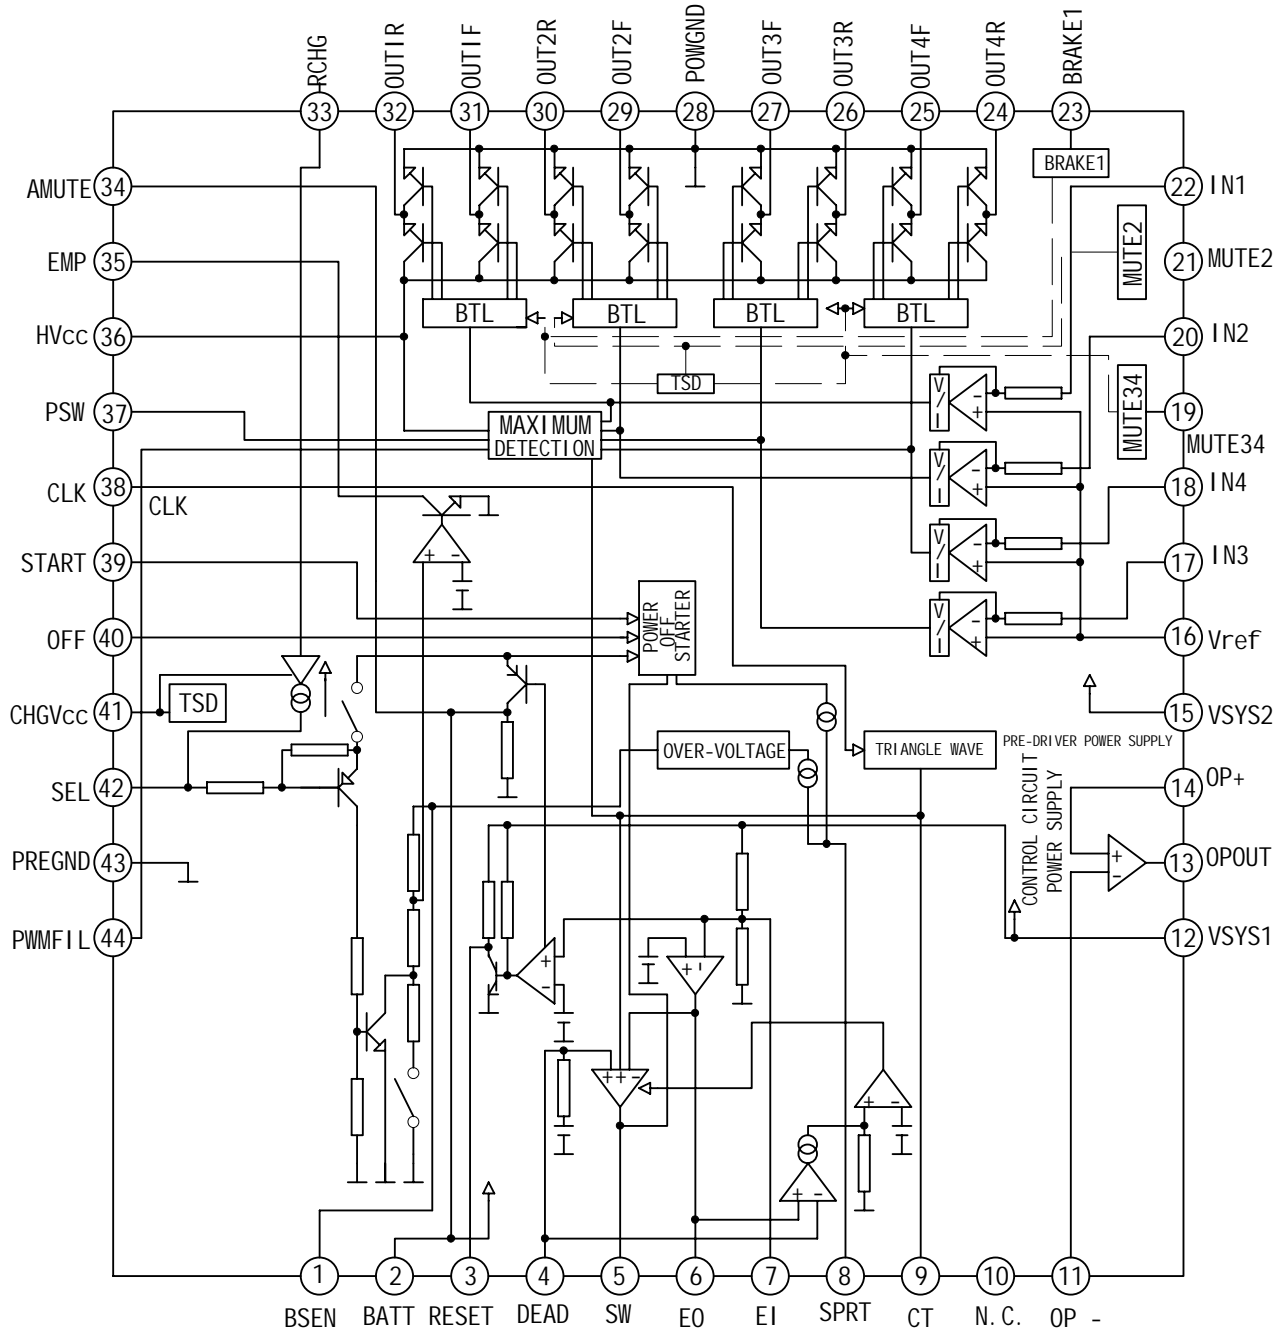 RCHG
OUT1R
OUT1F
OUT2R
OUT2F
POWGND
OUT3F
OUT3R
OUT4F
OUT4R
BRAKE1
33
32
31
30
29
28
27
26
25
24
23
BRAKE1
AMUTE 34
22 IN1
MUTE2
EMP 35
21 MUTE2
BTL
BTL
BTL
BTL
HVcc 36
20 IN2
TSD
V/I
- +
MUTE34
PSW 37
19
MUTE34
MAXIMUM
DETECTION
V/I
- +
CLK 38
CLK
18 IN4
V/I
- +
START 39
+ -
17 IN3
POWER
OFF
STARTER
V/I
- +
OFF 40
16 Vref
TSD
CHGVcc 41
15 VSYS2
OVER-VOLTAGE
TRIANGLE WAVE
PRE-DRIVER POWER SUPPLY
SEL 42
14 OP+
CONTROL CIRCUIT
POWER SUPPLY
PREGND 43
+
-
13 OPOUT
PWMFIL 44
12 VSYS1
+
-
+ -
+ + -
+ -
+ -
1
2
3
4
5
6
7
8
9
10
11
BSEN
BATT
RESET
DEAD
SW
EO
EI
SPRT
CT
N.C.
OP -